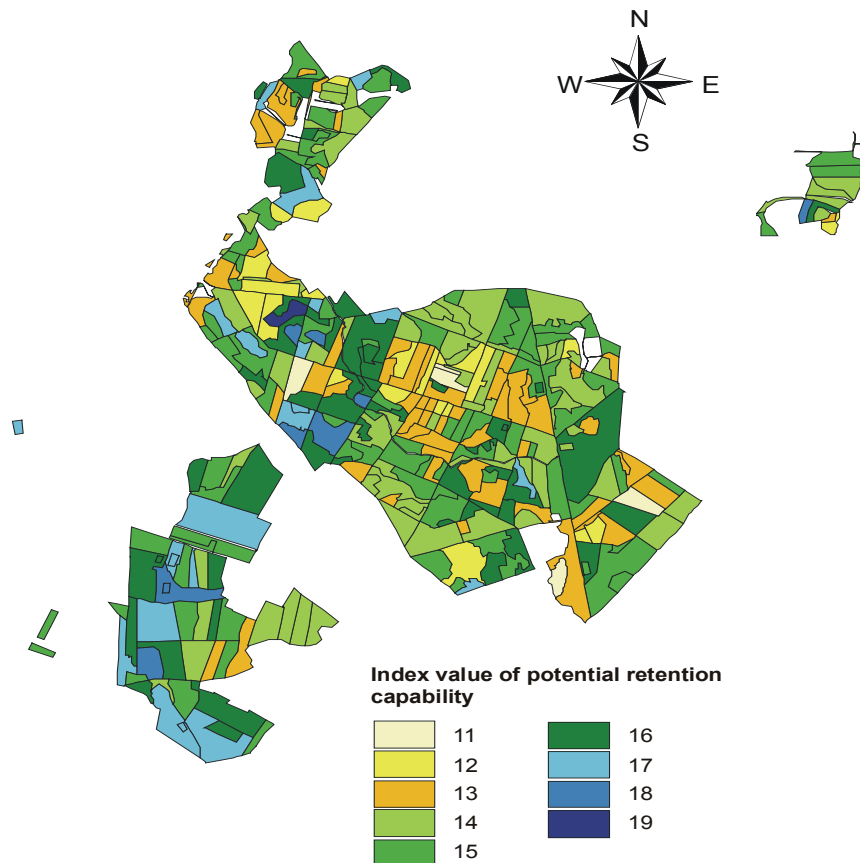 N
W E
S
Index value of potential retention
capability
11 16
12 17
13 18
14 19
15